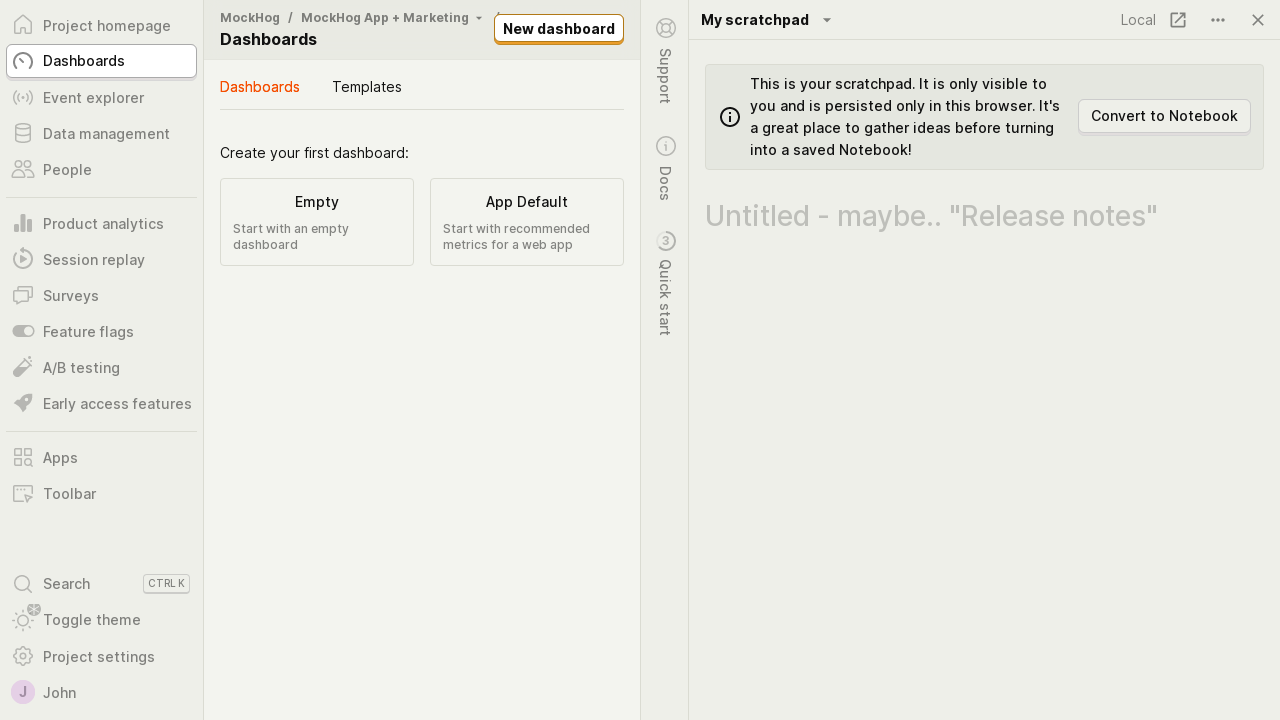 Project homepage
Dashboards
Event explorer
Data management
People
Product analytics
Session replay
Surveys
Feature flags
A/B testing
Early access features
Apps
Toolbar
Search CTRL K
Toggle theme
Project settings
J John
MockHog / MockHog App + Marketing /
Dashboards
New dashboard
Dashboards Templates
Create your first dashboard:
Empty
Start with an empty
dashboard
App Default
Start with recommended
metrics for a web app
Support
Docs
3 Quick start
My scratchpad
Local
This is your scratchpad. It is only visible to
you and is persisted only in this browser. It's
a great place to gather ideas before turning
into a saved Notebook!
Convert to Notebook
Untitled - maybe.. "Release notes"